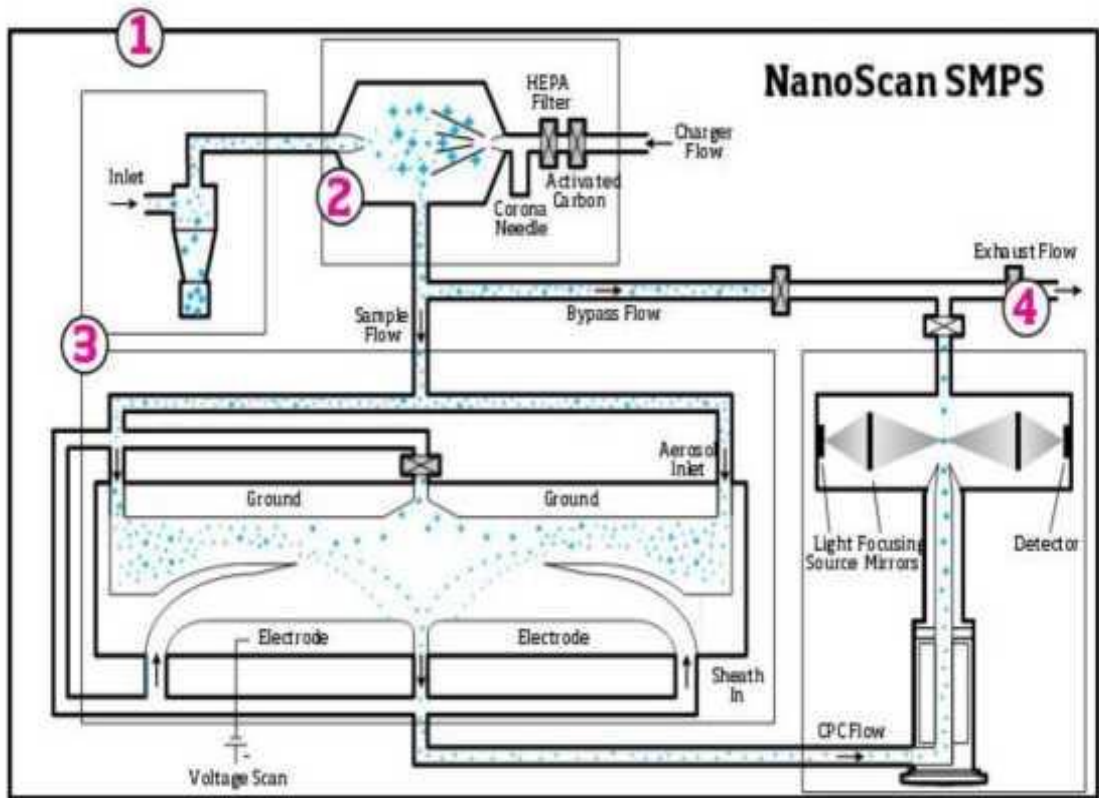 1
NanoScan SMPS
HEPA
Filter
Charger
Flow
Inlet
2
Activated
Carbon
Corona
Needle
Exhaust Flow
4
Sample
Flow
Bypass Flow
3
Aerosol
Inlet
Ground
Ground
Light Focusing
Source Mirrors
Detector
Electrode
Electrode
Sheath
In
CPC Flow
Voltage Scan